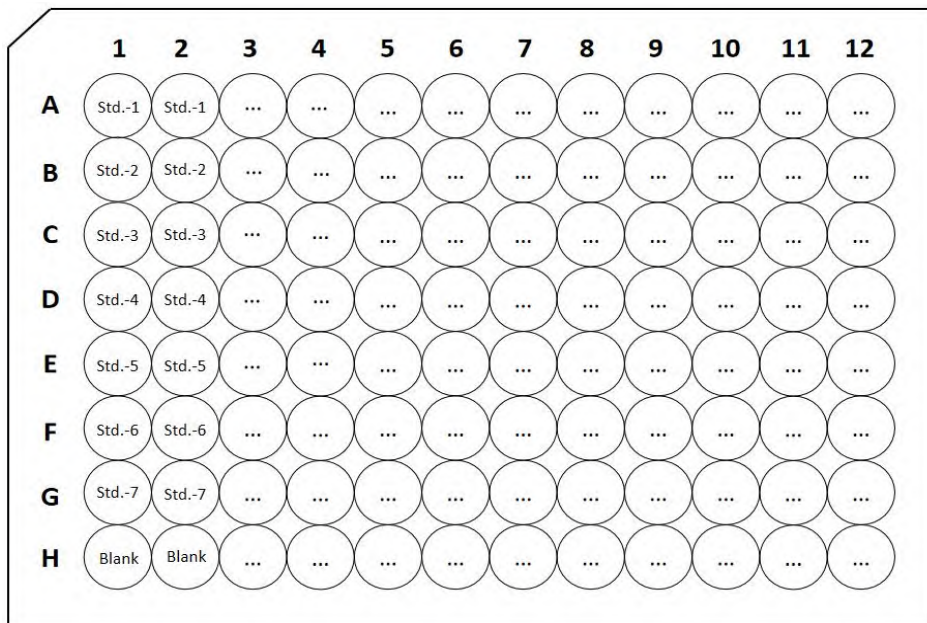 1 2 3 4 5 6 7 8 9 10 11 12
A Std.-1 Std.-1 ... ... ... ... ... ... ... ... ... ...
B Std.-2 Std.-2 ... ... ... ... ... ... ... ... ... ...
C Std.-3 Std.-3 ... ... ... ... ... ... ... ... ... ...
D Std.-4 Std.-4 ... ... ... ... ... ... ... ... ... ...
E Std.-5 Std.-5 ... ... ... ... ... ... ... ... ... ...
F Std.-6 Std.-6 ... ... ... ... ... ... ... ... ... ...
G Std.-7 Std.-7 ... ... ... ... ... ... ... ... ... ...
H Blank Blank ... ... ... ... ... ... ... ... ... ...